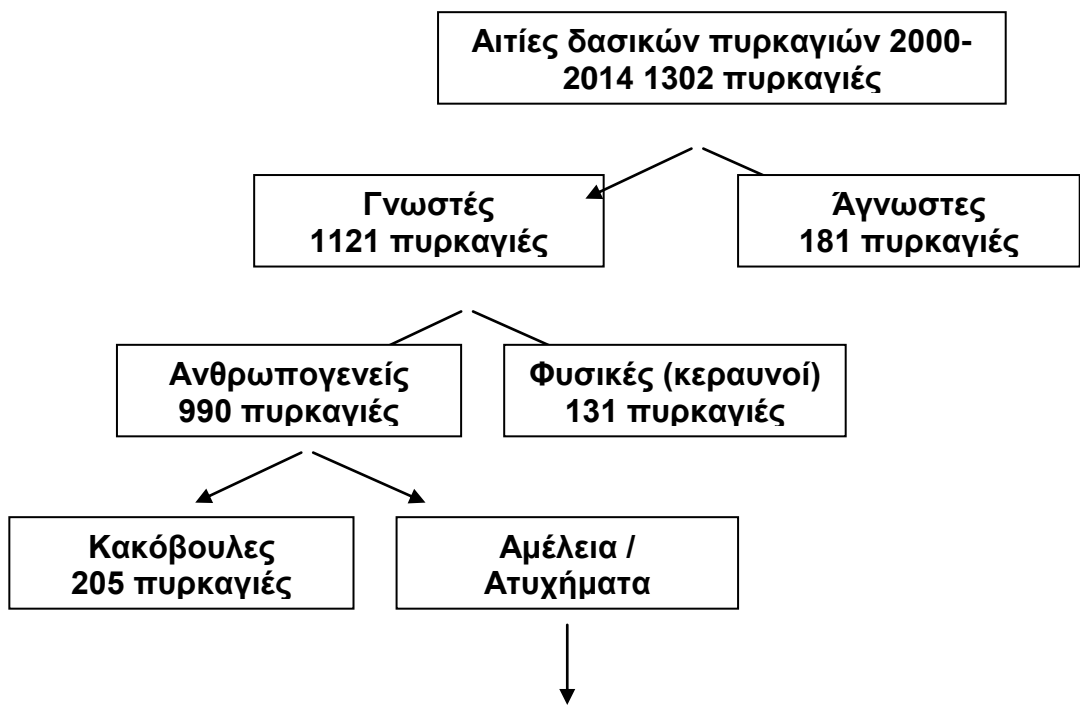 Αιτίες δασικών πυρκαγιών 2000-
2014 1302 πυρκαγιές
Γνωστές
1121 πυρκαγιές
Άγνωστες
181 πυρκαγιές
Ανθρωπογενείς
990 πυρκαγιές
Φυσικές (κεραυνοί)
131 πυρκαγιές
Κακόβουλες
205 πυρκαγιές
Αμέλεια /
Ατυχήματα